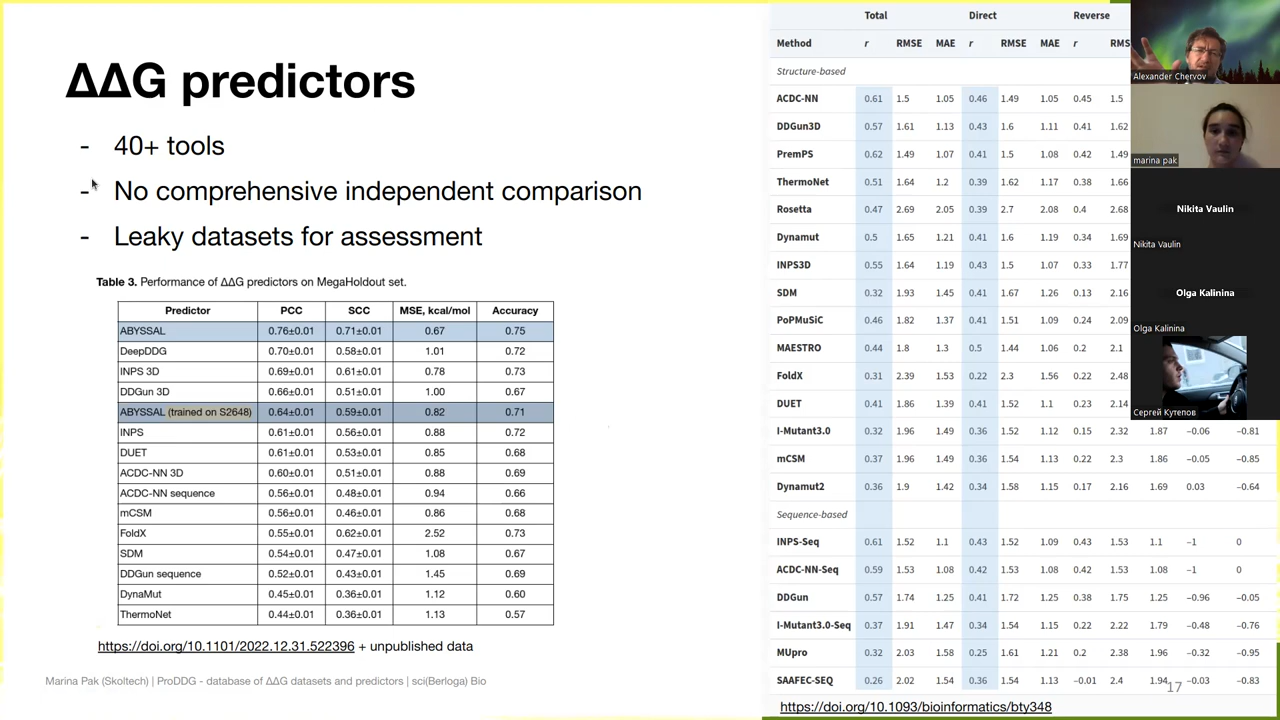 ΔΔG predictors
- 40+ tools
- No comprehensive independent comparison
- Leaky datasets for assessment
Table 3. Performance of ΔΔG predictors on MegaHoldout set.
Predictor PCC SCC MSE, kcal/mol Accuracy
ABYSSAL 0.76±0.01 0.71±0.01 0.67 0.75
DeepDDG 0.70±0.01 0.58±0.01 1.01 0.72
INPS 3D 0.69±0.01 0.61±0.01 0.78 0.73
DDGun 3D 0.66±0.01 0.51±0.01 1.00 0.67
ABYSSAL (trained on S2648) 0.64±0.01 0.59±0.01 0.82 0.71
INPS 0.61±0.01 0.56±0.01 0.88 0.72
DUET 0.61±0.01 0.53±0.01 0.85 0.68
ACDC-NN 3D 0.60±0.01 0.51±0.01 0.88 0.69
ACDC-NN sequence 0.56±0.01 0.48±0.01 0.94 0.66
mCSM 0.56±0.01 0.46±0.01 0.86 0.68
FoldX 0.55±0.01 0.62±0.01 2.52 0.73
SDM 0.54±0.01 0.47±0.01 1.08 0.67
DDGun sequence 0.52±0.01 0.43±0.01 1.45 0.69
DynaMut 0.45±0.01 0.36±0.01 1.12 0.60
ThermoNet 0.44±0.01 0.36±0.01 1.13 0.57
https://doi.org/10.1101/2022.12.31.522396 + unpublished data
Marina Pak (Skoltech) | ProDDG - database of ΔΔG datasets and predictors | sci(Berloga) Bio
Total Direct Reverse
Method r RMSE MAE r RMSE MAE r RMS
Structure-based
ACDC-NN 0.61 1.5 1.05 0.46 1.49 1.05 0.45 1.5
DDGun3D 0.57 1.61 1.13 0.43 1.6 1.11 0.41 1.62
PremPS 0.62 1.49 1.07 0.41 1.5 1.08 0.42 1.49
ThermoNet 0.51 1.64 1.2 0.39 1.62 1.17 0.38 1.66
Rosetta 0.47 2.69 2.05 0.39 2.7 2.08 0.4 2.68
Dynamut 0.5 1.65 1.21 0.41 1.6 1.19 0.34 1.69
INPS3D 0.55 1.64 1.19 0.43 1.5 1.07 0.33 1.77
SDM 0.32 1.93 1.45 0.41 1.67 1.26 0.13 2.16
PoPMuSiC 0.46 1.82 1.37 0.41 1.51 1.09 0.24 2.09
MAESTRO 0.44 1.8 1.3 0.5 1.44 1.06 0.2 2.1
FoldX 0.31 2.39 1.53 0.22 2.3 1.56 0.22 2.48
DUET 0.41 1.86 1.39 0.41 1.52 1.1 0.23 2.14
I-Mutant3.0 0.32 1.96 1.49 0.36 1.52 1.12 0.15 2.32 1.87 −0.06 −0.81
mCSM 0.37 1.96 1.49 0.36 1.54 1.13 0.22 2.3 1.86 −0.05 −0.85
Dynamut2 0.36 1.9 1.42 0.34 1.58 1.15 0.17 2.16 1.69 0.03 −0.64
Sequence-based
INPS-Seq 0.61 1.52 1.1 0.43 1.52 1.09 0.43 1.53 1.1 −1 0
ACDC-NN-Seq 0.59 1.53 1.08 0.42 1.53 1.08 0.42 1.53 1.08 −1 0
DDGun 0.57 1.74 1.25 0.41 1.72 1.25 0.38 1.75 1.25 −0.96 −0.05
I-Mutant3.0-Seq 0.37 1.91 1.47 0.34 1.54 1.15 0.22 2.22 1.79 −0.48 −0.76
MUpro 0.32 2.03 1.58 0.25 1.61 1.21 0.2 2.38 1.96 −0.32 −0.95
SAAFEC-SEQ 0.26 2.02 1.54 0.36 1.54 1.13 −0.01 2.4 1.94 −0.03 −0.83
17
https://doi.org/10.1093/bioinformatics/bty348
Alexander Chervov
marina pak
Nikita Vaulin
Nikita Vaulin
Olga Kalinina
Olga Kalinina
Сергей Кутепов